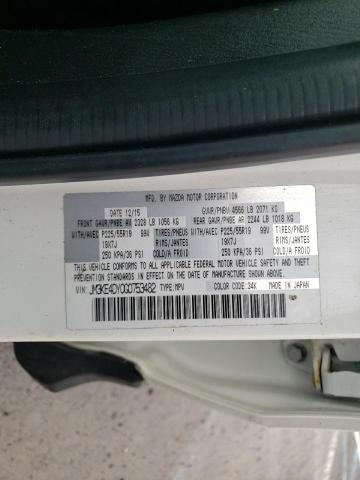 MFD. BY MAZDA MOTOR CORPORATION
DATE 12/15 GVWR/PNBV 4566 LB 2071 KG
FRONT GAWR/PNBE AV 2328 LB 1056 KG REAR GAWR/PNBE AR 2244 LB 1018 KG
WITH/AVEC P225/55R19 99V TIRES/PNEUS WITH/AVEC P225/55R19 99V TIRES/PNEUS
19X7J RIMS/JANTES 19X7J RIMS/JANTES
250 KPA/36 PSI COLD/A FROID 250 KPA/36 PSI COLD/A FROID
THIS VEHICLE CONFORMS TO ALL APPLICABLE FEDERAL MOTOR VEHICLE
SAFETY, BUMPER, AND THEFT PREVENTION STANDARDS IN EFFECT ON THE
DATE OF MANUFACTURE SHOWN ABOVE.
VIN: JM3KE4DY0G0753482 TYPE:MPV COLOR CODE: 34K MADE IN JAPAN